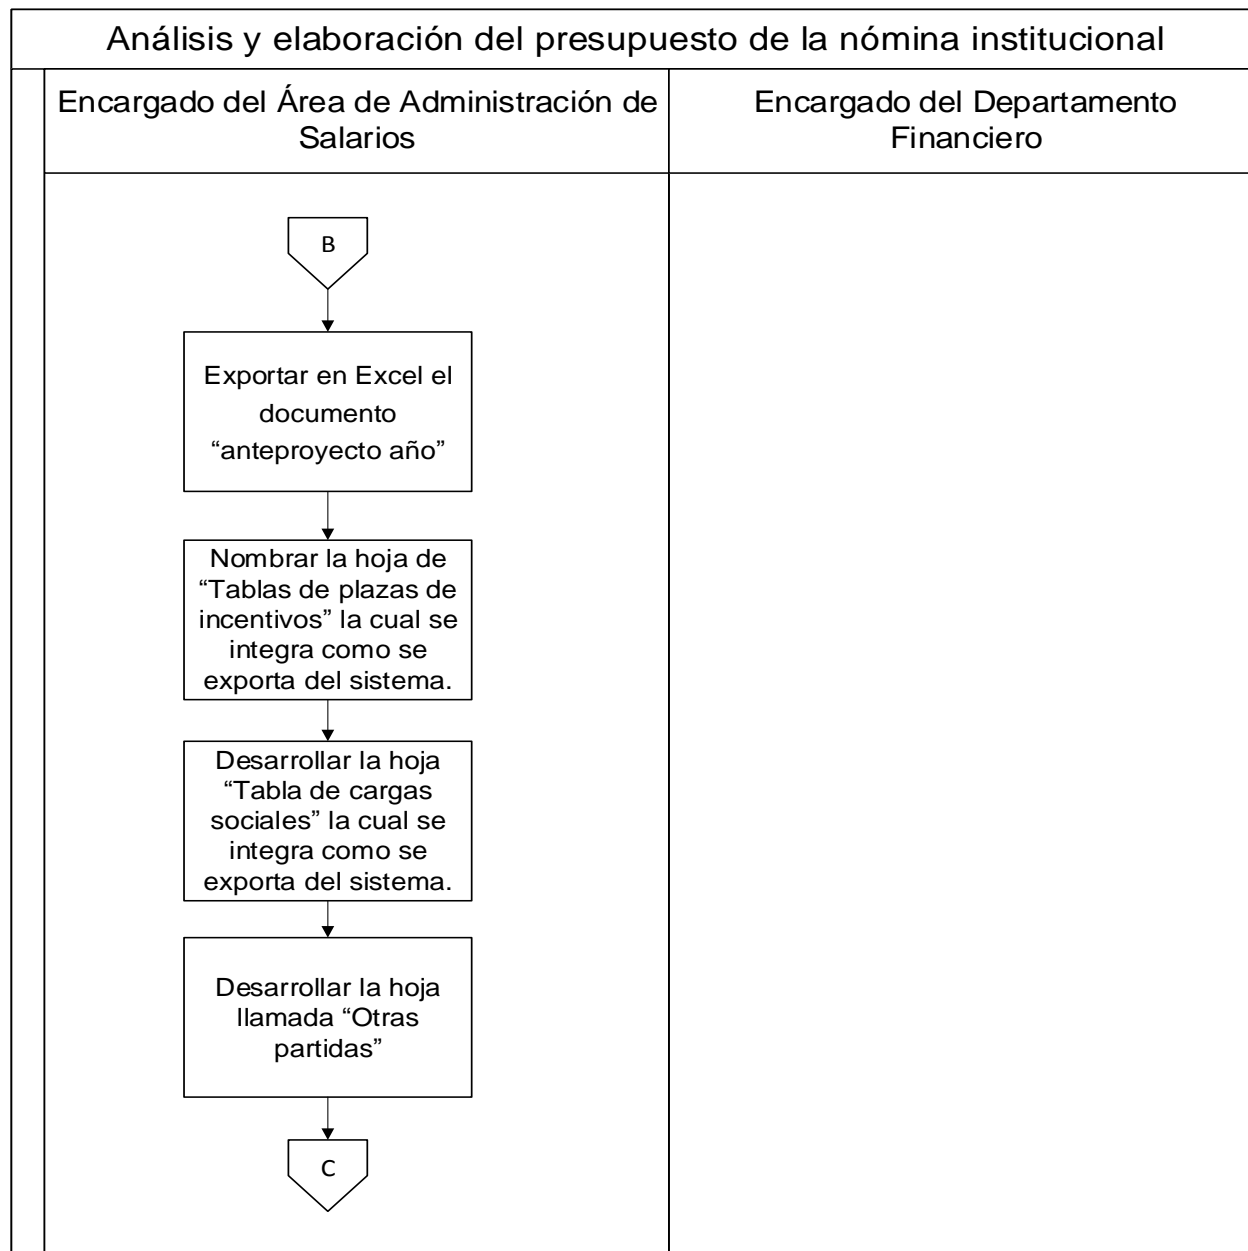 Análisis y elaboración del presupuesto de la nómina institucional
Encargado del Área de Administración de
Salarios
Encargado del Departamento
Financiero
B
Exportar en Excel el
documento
“anteproyecto año”
Nombrar la hoja de
“Tablas de plazas de
incentivos” la cual se
integra como se
exporta del sistema.
Desarrollar la hoja
“Tabla de cargas
sociales” la cual se
integra como se
exporta del sistema.
Desarrollar la hoja
llamada “Otras
partidas”
C